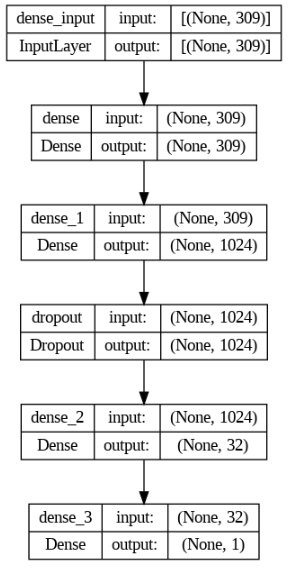 dense_input input: [(None, 309)]
InputLayer output: [(None, 309)]
dense input: (None, 309)
Dense output: (None, 309)
dense_1 input: (None, 309)
Dense output: (None, 1024)
dropout input: (None, 1024)
Dropout output: (None, 1024)
dense_2 input: (None, 1024)
Dense output: (None, 32)
dense_3 input: (None, 32)
Dense output: (None, 1)